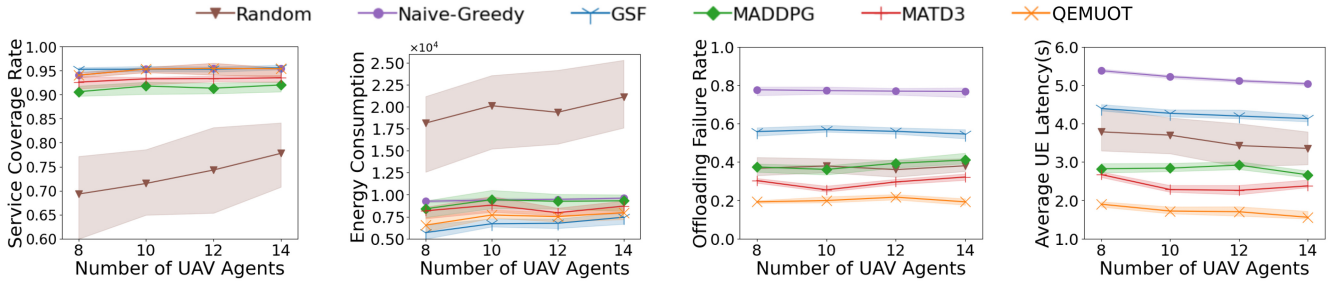 Random Naive-Greedy GSF MADDPG MATD3 QEMUOT
Service Coverage Rate
1.00
0.95
0.90
0.85
0.80
0.75
0.70
0.65
0.60
8 10 12 14
Number of UAV Agents
Energy Consumption
×10⁴
2.50
2.25
2.00
1.75
1.50
1.25
1.00
0.75
0.50
8 10 12 14
Number of UAV Agents
Offloading Failure Rate
1.0
0.8
0.6
0.4
0.2
0.0
8 10 12 14
Number of UAV Agents
Average UE Latency(s)
6.0
5.0
4.0
3.0
2.0
1.0
8 10 12 14
Number of UAV Agents